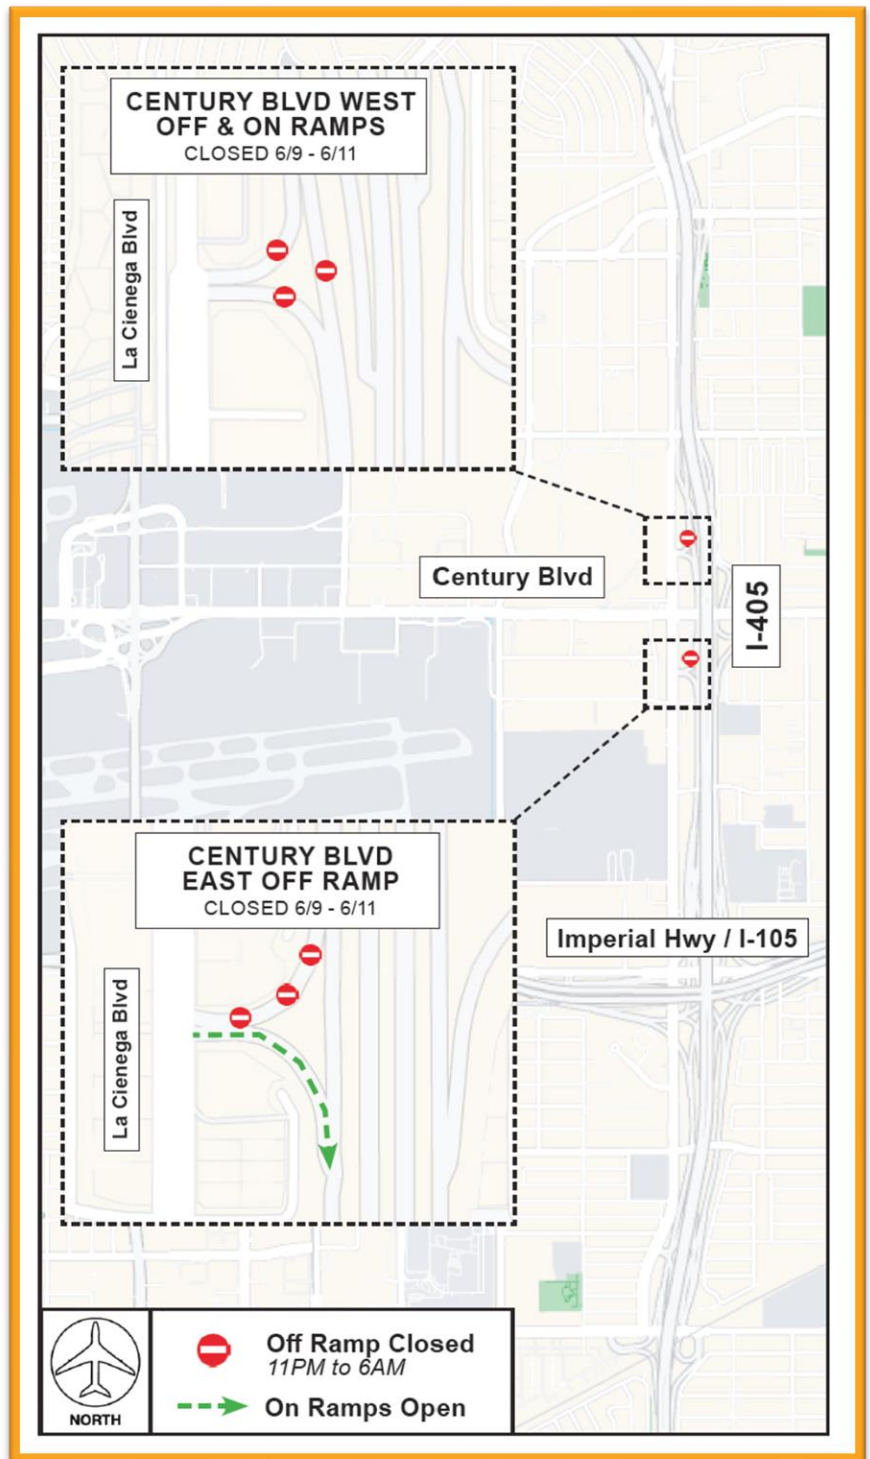 CENTURY BLVD WEST
OFF & ON RAMPS
CLOSED 6/9 - 6/11
La Cienega Blvd
Century Blvd
I-405
CENTURY BLVD
EAST OFF RAMP
CLOSED 6/9 - 6/11
Imperial Hwy / I-105
La Cienega Blvd
NORTH
Off Ramp Closed
11PM to 6AM
On Ramps Open